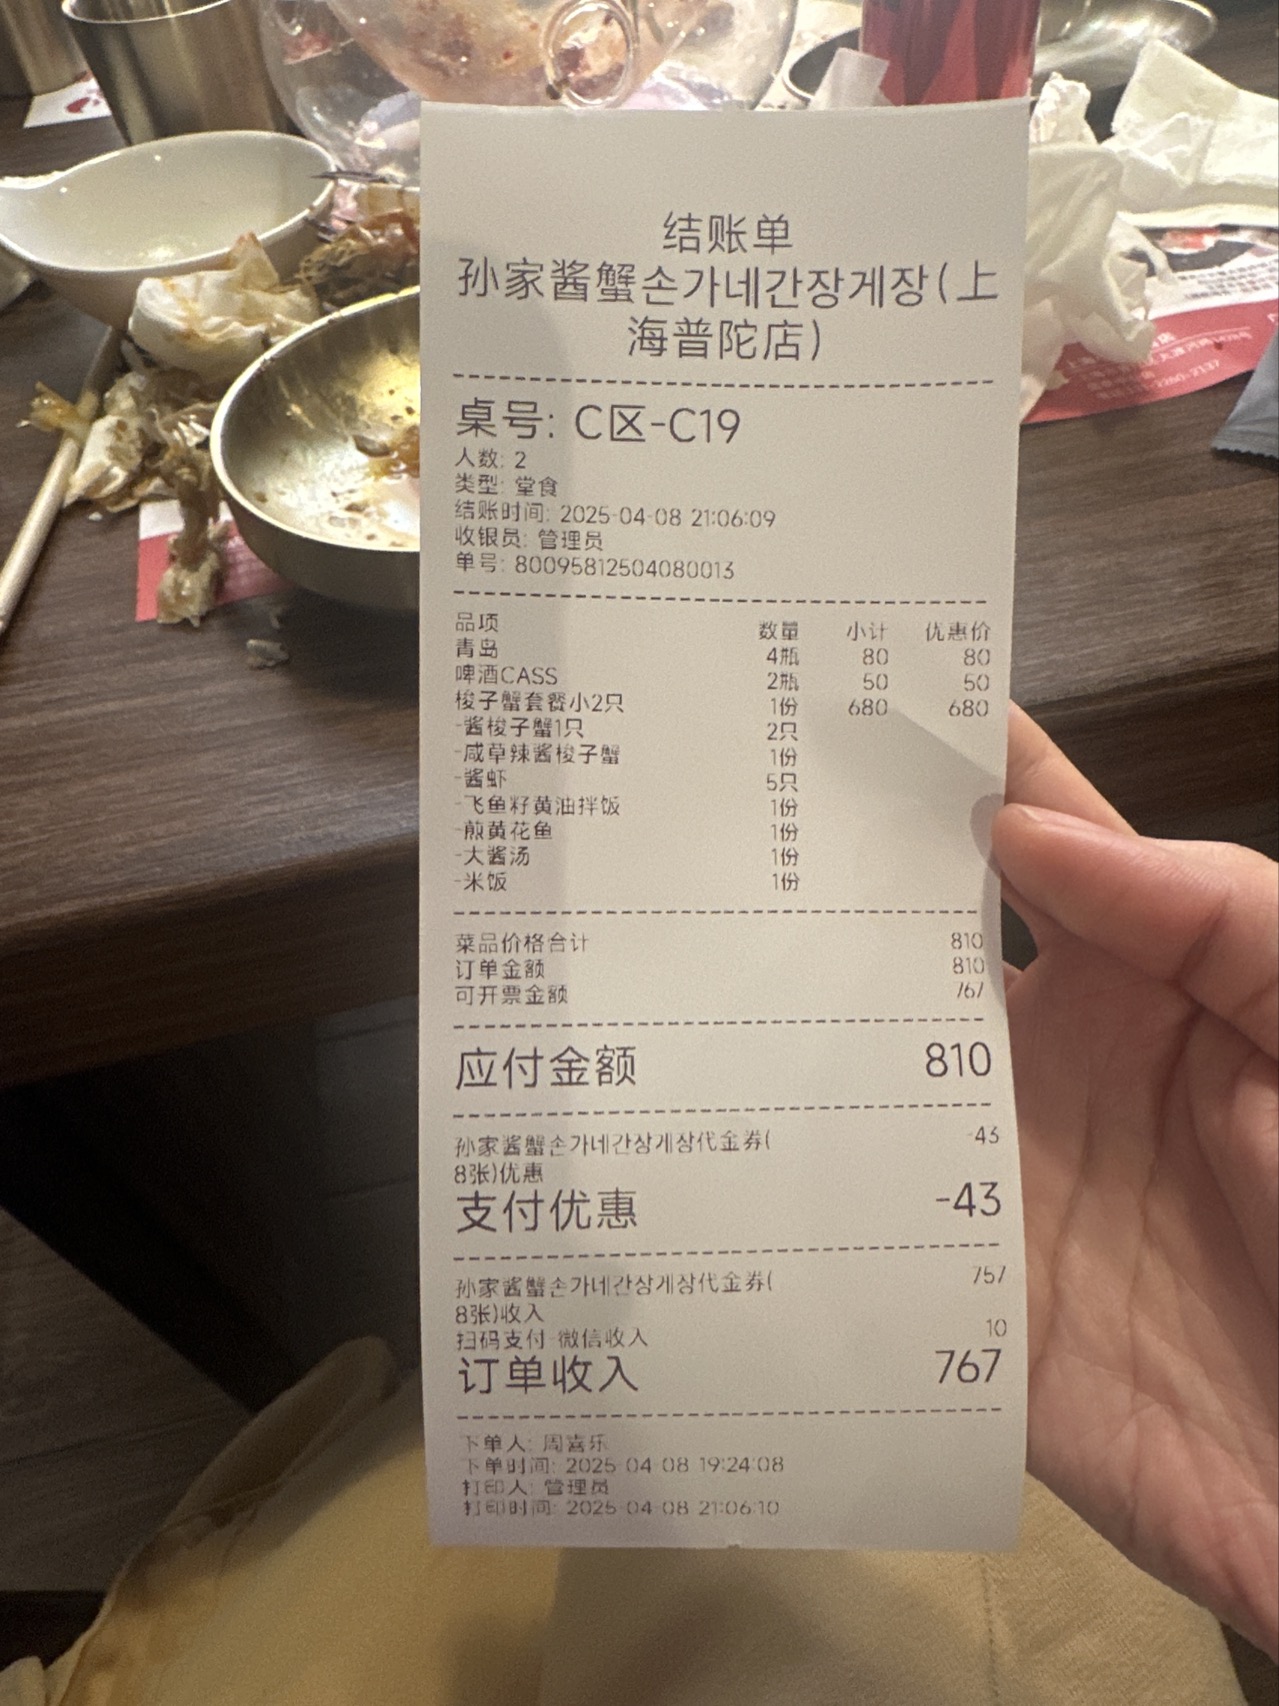 结账单
孙家酱蟹손가네간장게장(上
海普陀店)
桌号: C区-C19
人数: 2
类型: 堂食
结账时间: 2025-04-08 21:06:09
收银员: 管理员
单号: 80095812504080013
品项 数量 小计 优惠价
青岛 4瓶 80 80
啤酒CASS 2瓶 50 50
梭子蟹套餐小2只 1份 680 680
-酱梭子蟹1只 2只
-咸草辣酱梭子蟹 1份
-酱虾 5只
-飞鱼籽黄油拌饭 1份
-煎黄花鱼 1份
-大酱汤 1份
-米饭 1份
菜品价格合计 810
订单金额 810
可开票金额 767
应付金额 810
孙家酱蟹손가네간장게장代金券( -43
8张)优惠
支付优惠 -43
孙家酱蟹손가네간장게장代金券( 757
8张)收入
扫码支付-微信收入 10
订单收入 767
下单人: 周喜乐
下单时间: 2025-04-08 19:24:08
打印人: 管理员
打印时间: 2025-04-08 21:06:10